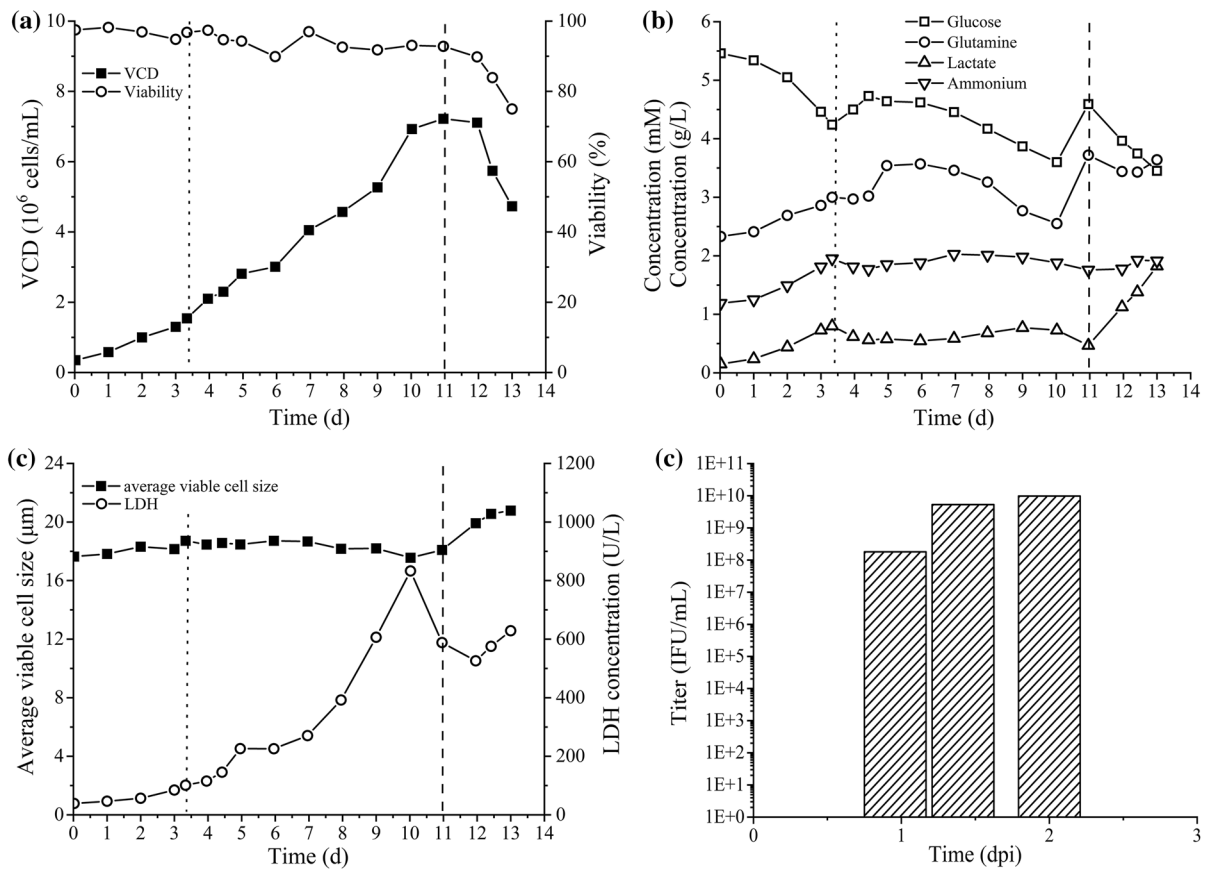 (a)
10
8
6
4
2
0
VCD (10⁶ cells/mL)
VCD
Viability
100
80
60
40
20
0
Viability (%)
0 1 2 3 4 5 6 7 8 9 10 11 12 13 14
Time (d)
(b)
Glucose
Glutamine
Lactate
Ammonium
6
5
4
3
2
1
0
Concentration (mM)
Concentration (g/L)
0 1 2 3 4 5 6 7 8 9 10 11 12 13 14
Time (d)
(c)
24
20
16
12
8
4
0
Average viable cell size (μm)
average viable cell size
LDH
1200
1000
800
600
400
200
0
LDH concentration (U/L)
0 1 2 3 4 5 6 7 8 9 10 11 12 13 14
Time (d)
(c)
1E+11
1E+10
1E+9
1E+8
1E+7
1E+6
1E+5
1E+4
1E+3
1E+2
1E+1
1E+0
Titer (IFU/mL)
0 1 2 3
Time (dpi)